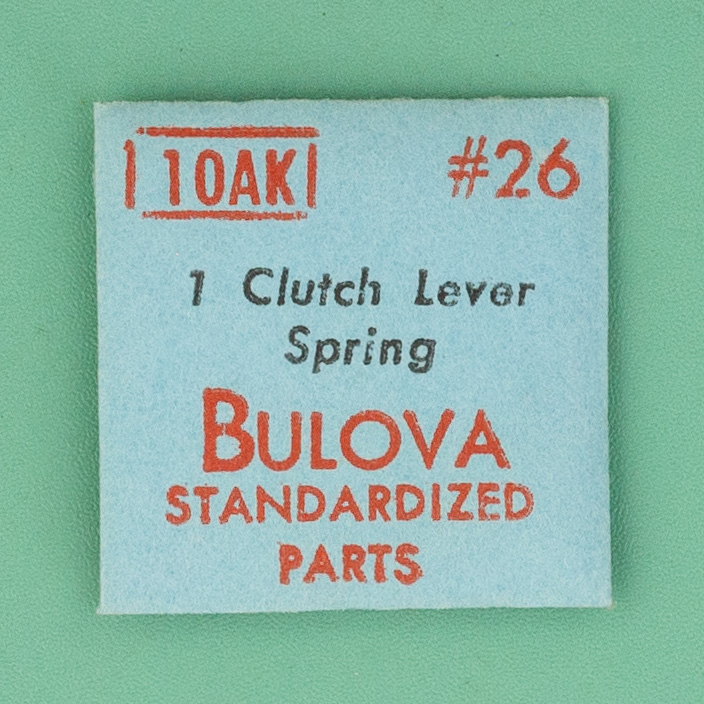 10AK #26
1 Clutch Lever
Spring
BULOVA
STANDARDIZED
PARTS